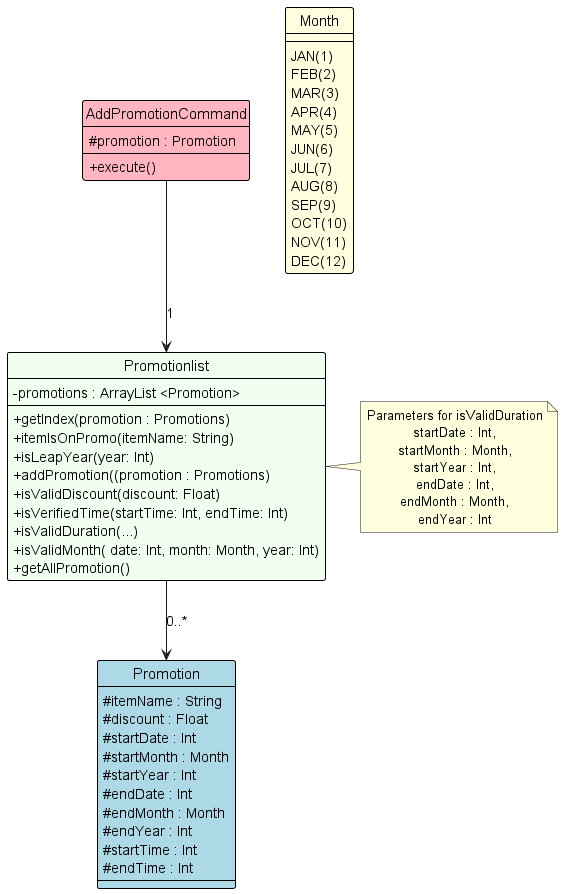 Month
JAN(1)
FEB(2)
MAR(3)
APR(4)
MAY(5)
JUN(6)
JUL(7)
AUG(8)
SEP(9)
OCT(10)
NOV(11)
DEC(12)
AddPromotionCommand
#promotion : Promotion
+execute()
1
Promotionlist
-promotions : ArrayList <Promotion>
+getIndex(promotion : Promotions)
+itemIsOnPromo(itemName: String)
+isLeapYear(year: Int)
+addPromotion((promotion : Promotions)
+isValidDiscount(discount: Float)
+isVerifiedTime(startTime: Int, endTime: Int)
+isValidDuration(...)
+isValidMonth( date: Int, month: Month, year: Int)
+getAllPromotion()
Parameters for isValidDuration
startDate : Int,
startMonth : Month,
startYear : Int,
endDate : Int,
endMonth : Month,
endYear : Int
0..*
Promotion
#itemName : String
#discount : Float
#startDate : Int
#startMonth : Month
#startYear : Int
#endDate : Int
#endMonth : Month
#endYear : Int
#startTime : Int
#endTime : Int